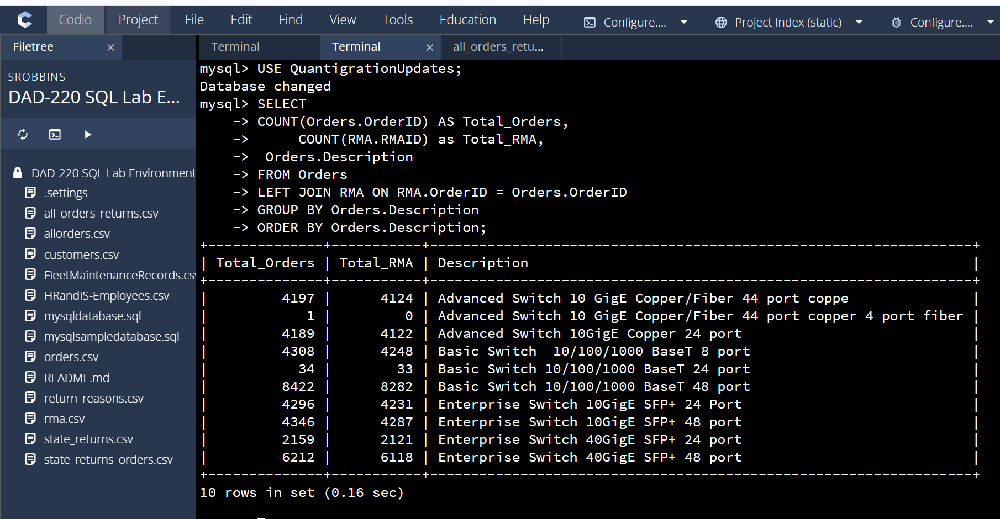 Codio Project File Edit Find View Tools Education Help Configure.... Project Index (static) Configure....
Filetree
Terminal Terminal all_orders_retu...
SROBBINS
DAD-220 SQL Lab E...
DAD-220 SQL Lab Environment
.settings
all_orders_returns.csv
allorders.csv
customers.csv
FleetMaintenanceRecords.csv
HRandIS-Employees.csv
mysqldatabase.sql
mysqlsampledatabase.sql
orders.csv
README.md
return_reasons.csv
rma.csv
state_returns.csv
state_returns_orders.csv
mysql> USE QuantigrationUpdates;
Database changed
mysql> SELECT
    -> COUNT(Orders.OrderID) AS Total_Orders,
    ->      COUNT(RMA.RMAID) as Total_RMA,
    ->  Orders.Description
    -> FROM Orders
    -> LEFT JOIN RMA ON RMA.OrderID = Orders.OrderID
    -> GROUP BY Orders.Description
    -> ORDER BY Orders.Description;
+--------------+-----------+------------------------------------------------------------------+
| Total_Orders | Total_RMA | Description                                                      |
+--------------+-----------+------------------------------------------------------------------+
|         4197 |      4124 | Advanced Switch 10 GigE Copper/Fiber 44 port coppe               |
|            1 |         0 | Advanced Switch 10 GigE Copper/Fiber 44 port copper 4 port fiber |
|         4189 |      4122 | Advanced Switch 10GigE Copper 24 port                            |
|         4308 |      4248 | Basic Switch  10/100/1000 BaseT 8 port                           |
|           34 |        33 | Basic Switch 10/100/1000 BaseT 24 port                           |
|         8422 |      8282 | Basic Switch 10/100/1000 BaseT 48 port                           |
|         4296 |      4231 | Enterprise Switch 10GigE SFP+ 24 Port                            |
|         4346 |      4287 | Enterprise Switch 10GigE SFP+ 48 port                            |
|         2159 |      2121 | Enterprise Switch 40GigE SFP+ 24 port                            |
|         6212 |      6118 | Enterprise Switch 40GigE SFP+ 48 port                            |
+--------------+-----------+------------------------------------------------------------------+
10 rows in set (0.16 sec)